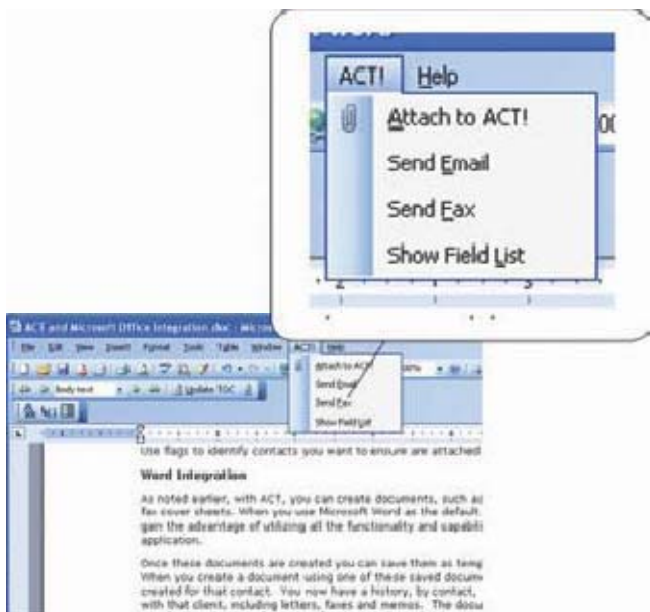 ACT! Help
Attach to ACT!
Send Email
Send Fax
Show Field List
ACT and Microsoft Office Integration.doc - Micros
File Edit View Insert Format Tools Table Window ACT! Help
Attach to ACT!
Body text Update TOC
Send Email
Send Fax
Show Field List
Use flags to identify contacts you want to ensure are attached
Word Integration
As noted earlier, with ACT, you can create documents, such as
fax cover sheets. When you use Microsoft Word as the default
gain the advantage of utilizing all the functionality and capabili
application.
Once these documents are created you can save them as temp
When you create a document using one of these saved docum
created for that contact. You now have a history, by contact,
with that client, including letters, faxes and memos. The docu